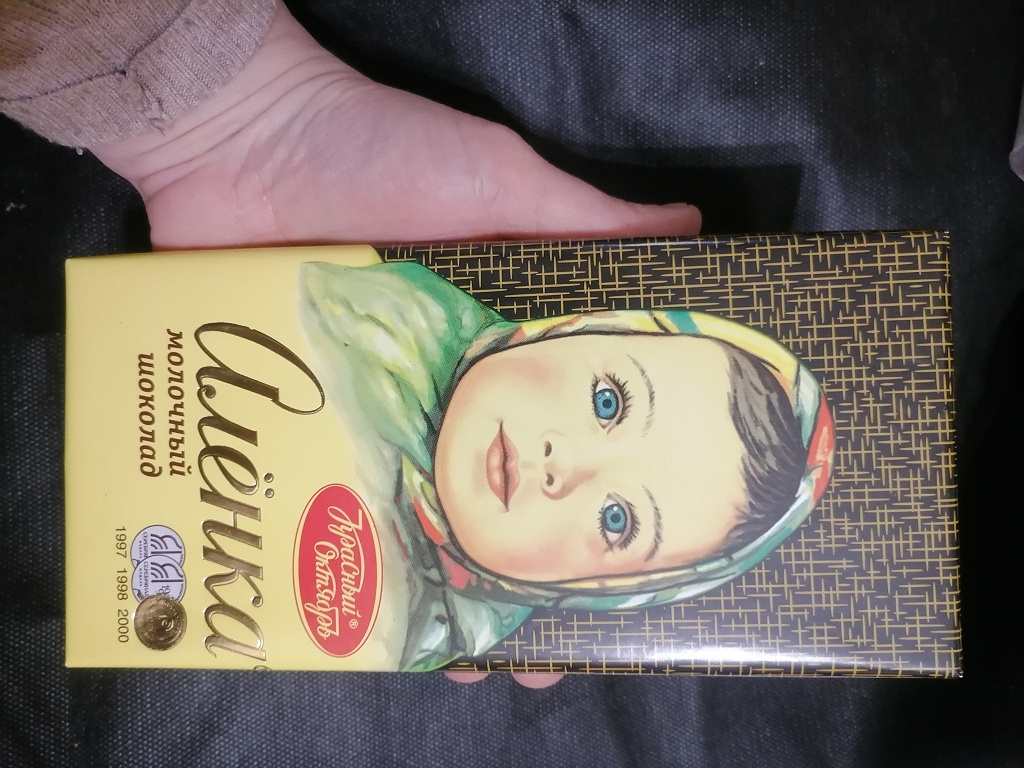 Красный®
Октябрь
Алёнка
молочный
шоколад
1997 1998 2000